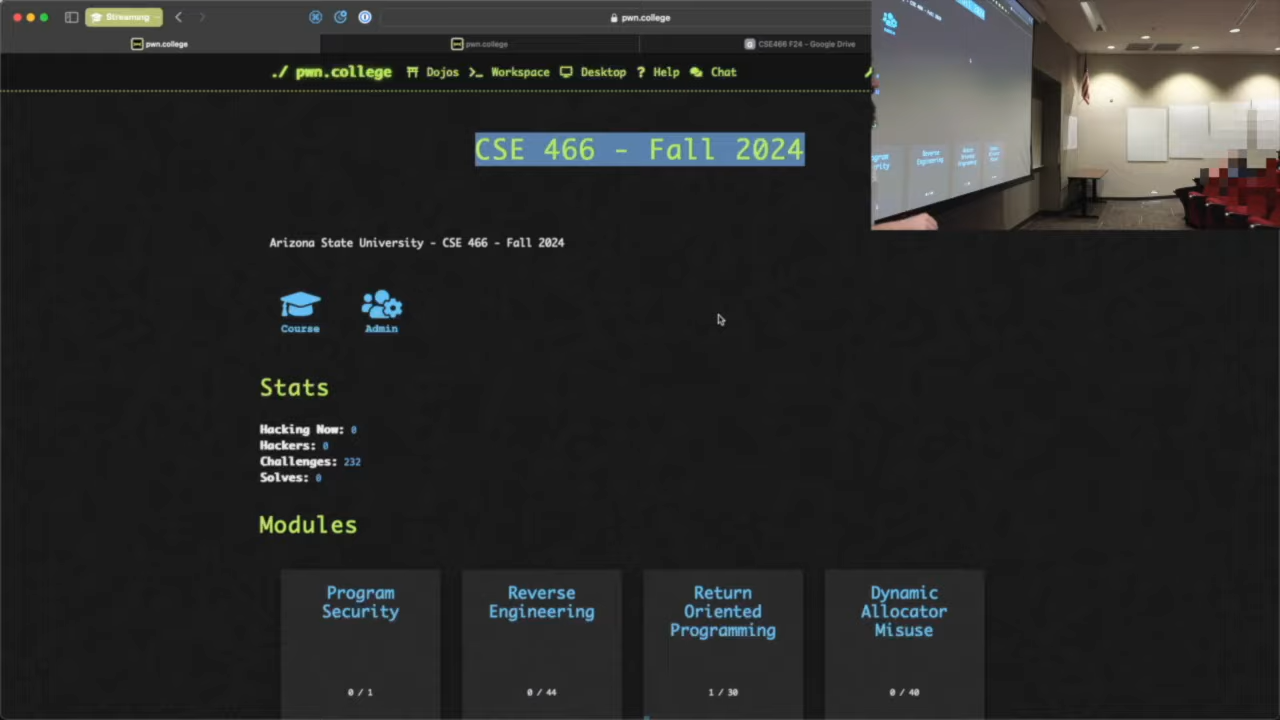 Streaming
pwn.college
pwn.college
pwn.college
CSE466 F24 - Google Drive
./ pwn.college
Dojos
Workspace
Desktop
Help
Chat
CSE 466 - Fall 2024
Arizona State University - CSE 466 - Fall 2024
Course
Admin
Stats
Hacking Now: 0
Hackers: 0
Challenges: 232
Solves: 0
Modules
Program
Security
0 / 1
Reverse
Engineering
0 / 44
Return
Oriented
Programming
1 / 30
Dynamic
Allocator
Misuse
0 / 40
Reverse
Engineering